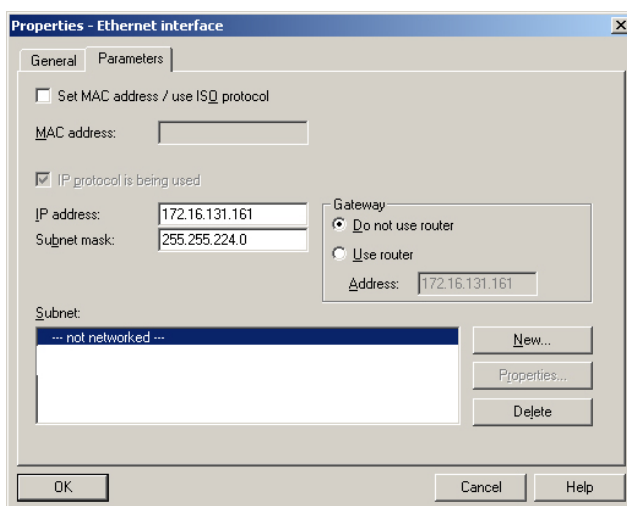 Properties - Ethernet interface
General Parameters
Set MAC address / use ISO protocol
MAC address:
IP protocol is being used
IP address: 172.16.131.161
Subnet mask: 255.255.224.0
Gateway
Do not use router
Use router
Address: 172.16.131.161
Subnet:
--- not networked ---
New...
Properties...
Delete
OK Cancel Help